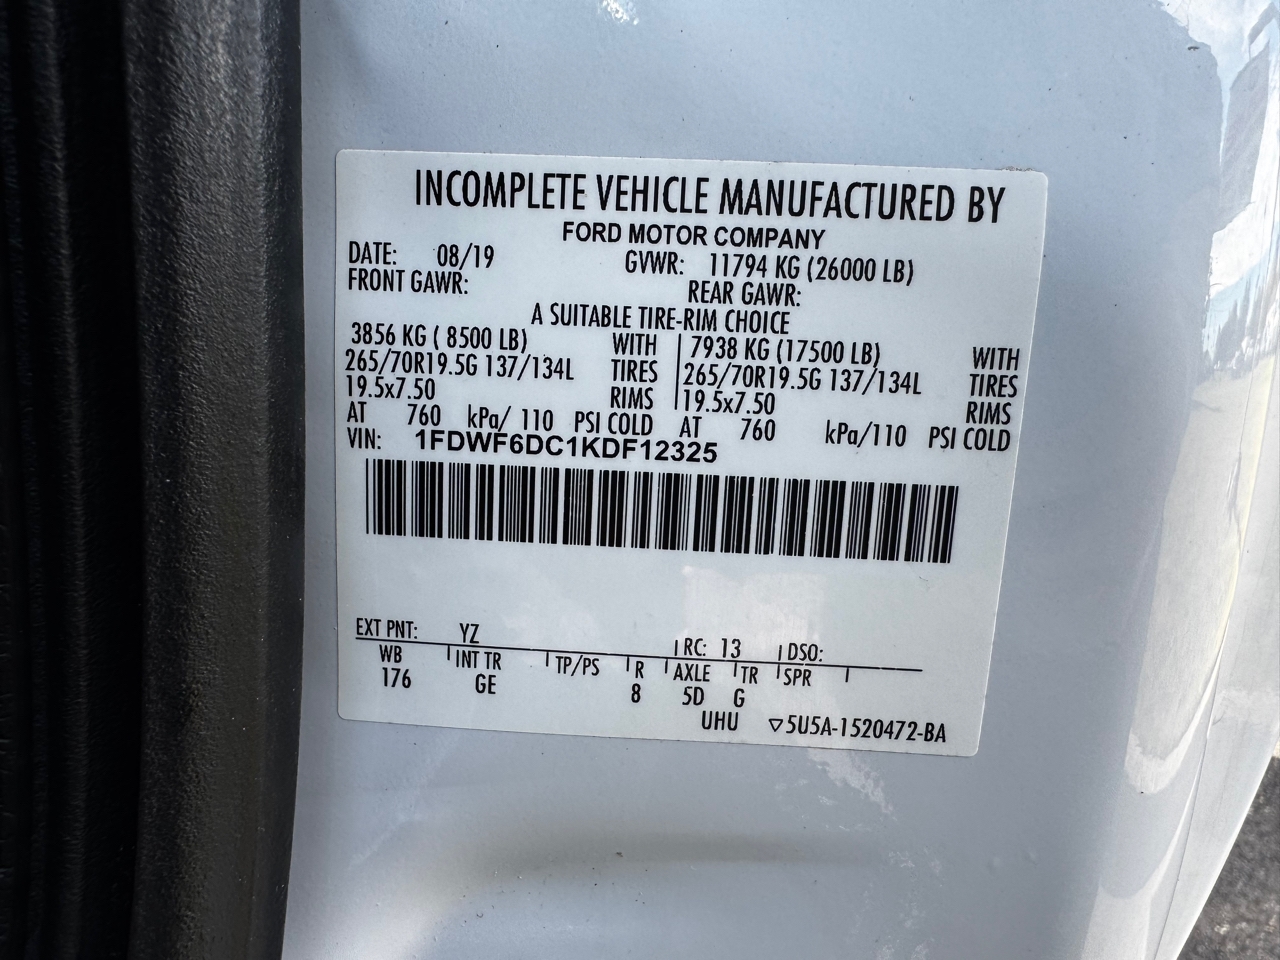 INCOMPLETE VEHICLE MANUFACTURED BY
FORD MOTOR COMPANY
DATE: 08/19 GVWR: 11794 KG (26000 LB)
FRONT GAWR: REAR GAWR:
A SUITABLE TIRE-RIM CHOICE
3856 KG ( 8500 LB) WITH 7938 KG (17500 LB) WITH
265/70R19.5G 137/134L TIRES 265/70R19.5G 137/134L TIRES
19.5x7.50 RIMS 19.5x7.50 RIMS
AT 760 kPa/ 110 PSI COLD AT 760 kPa/110 PSI COLD
VIN: 1FDWF6DC1KDF12325
EXT PNT: YZ RC: 13 DSO:
WB INT TR TP/PS R AXLE TR SPR
176 GE 8 5D G
UHU ▽5U5A-1520472-BA